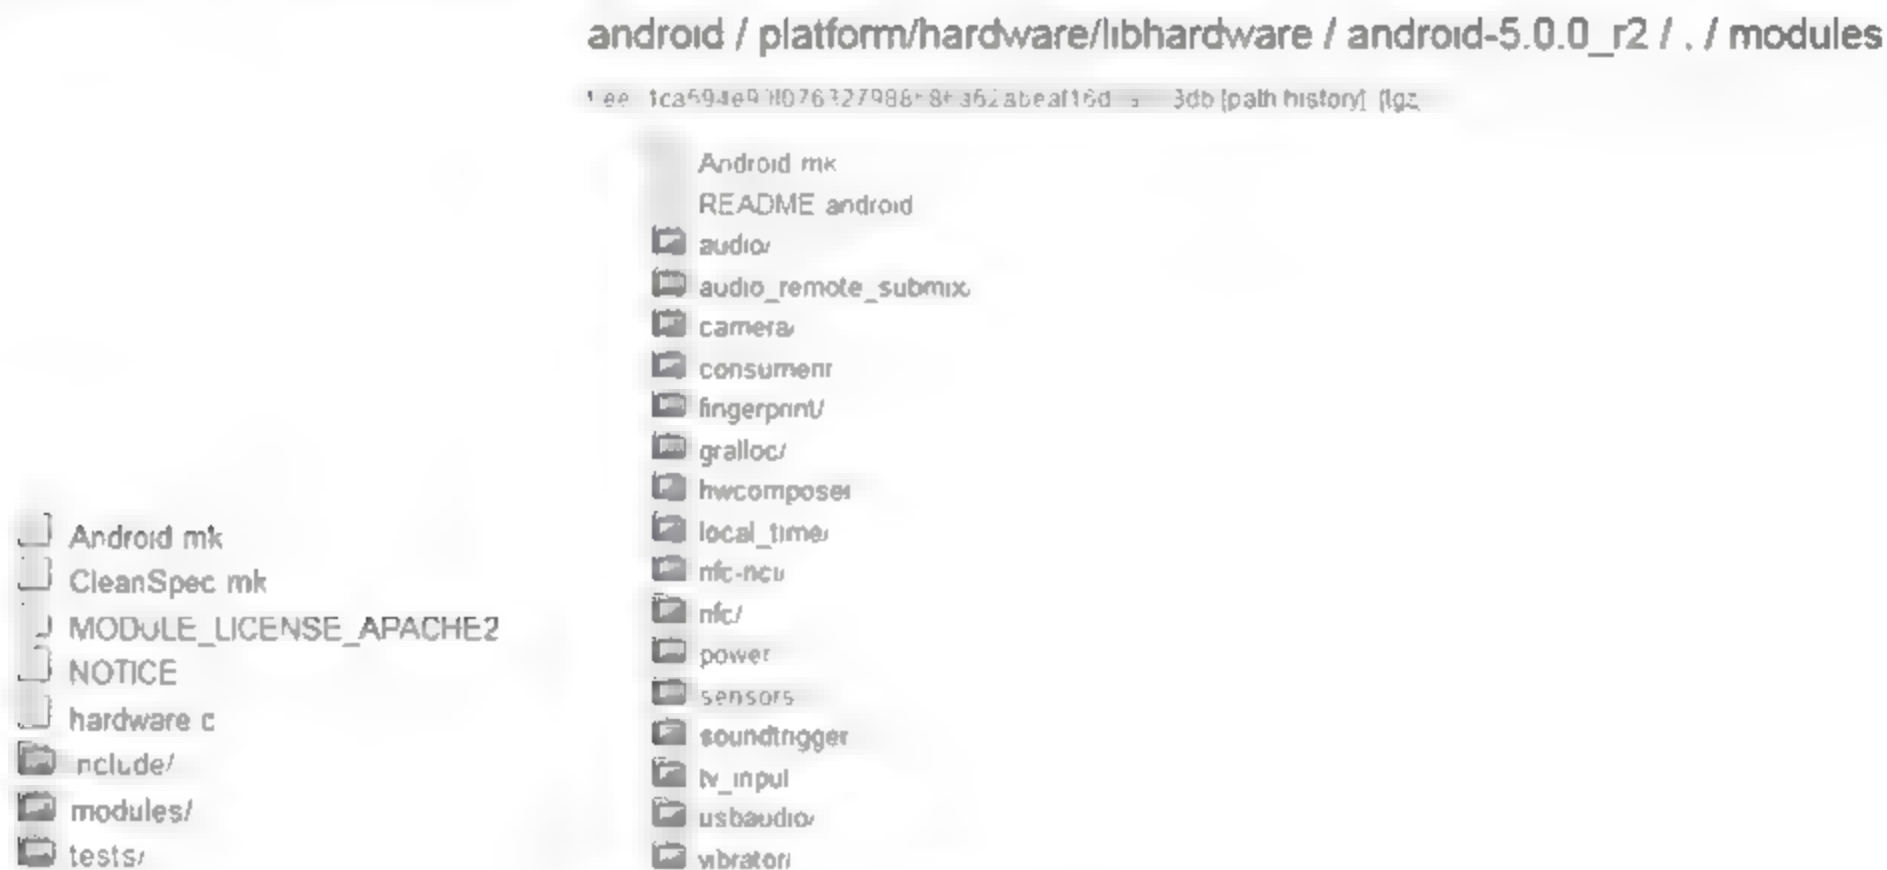 android / platform/hardware/libhardware / android-5.0.0_r2 / . / modules
[path history] [tgz]
Android.mk
README.android
audio/
audio_remote_submix/
camera/
consumerir/
fingerprint/
gralloc/
hwcomposer/
local_time/
nfc-nci/
nfc/
power/
sensors/
soundtrigger/
tv_input/
usbaudio/
vibrator/
Android.mk
CleanSpec.mk
MODULE_LICENSE_APACHE2
NOTICE
hardware.c
include/
modules/
tests/